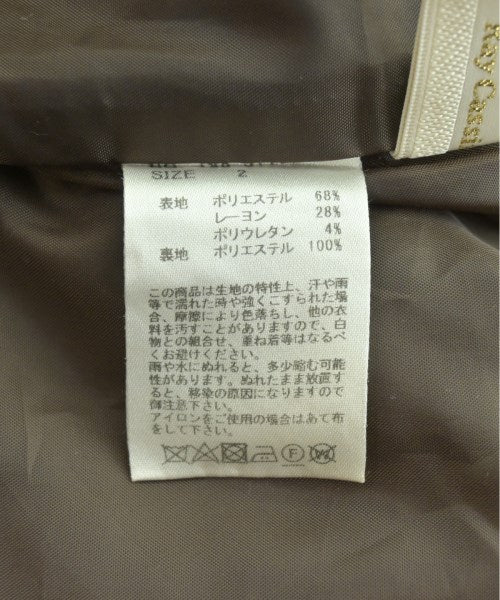 Ray Cassi
SIZE 2
表地 ポリエステル 68%
レーヨン 28%
ポリウレタン 4%
裏地 ポリエステル 100%
この商品は生地の特性上、汗や雨
等で濡れた時や強くこすられた場
合、摩擦により色落ちし、他の衣
料を汚すことがありますので、白
物との組合せ、重ね着等はなるべ
くお避けください。
雨や水にぬれると、多少縮む可能
性があります。ぬれたまま放置す
ると、移染の原因になりますので
御注意下さい。
アイロンをご使用の場合はあて布
をして下さい。
F W